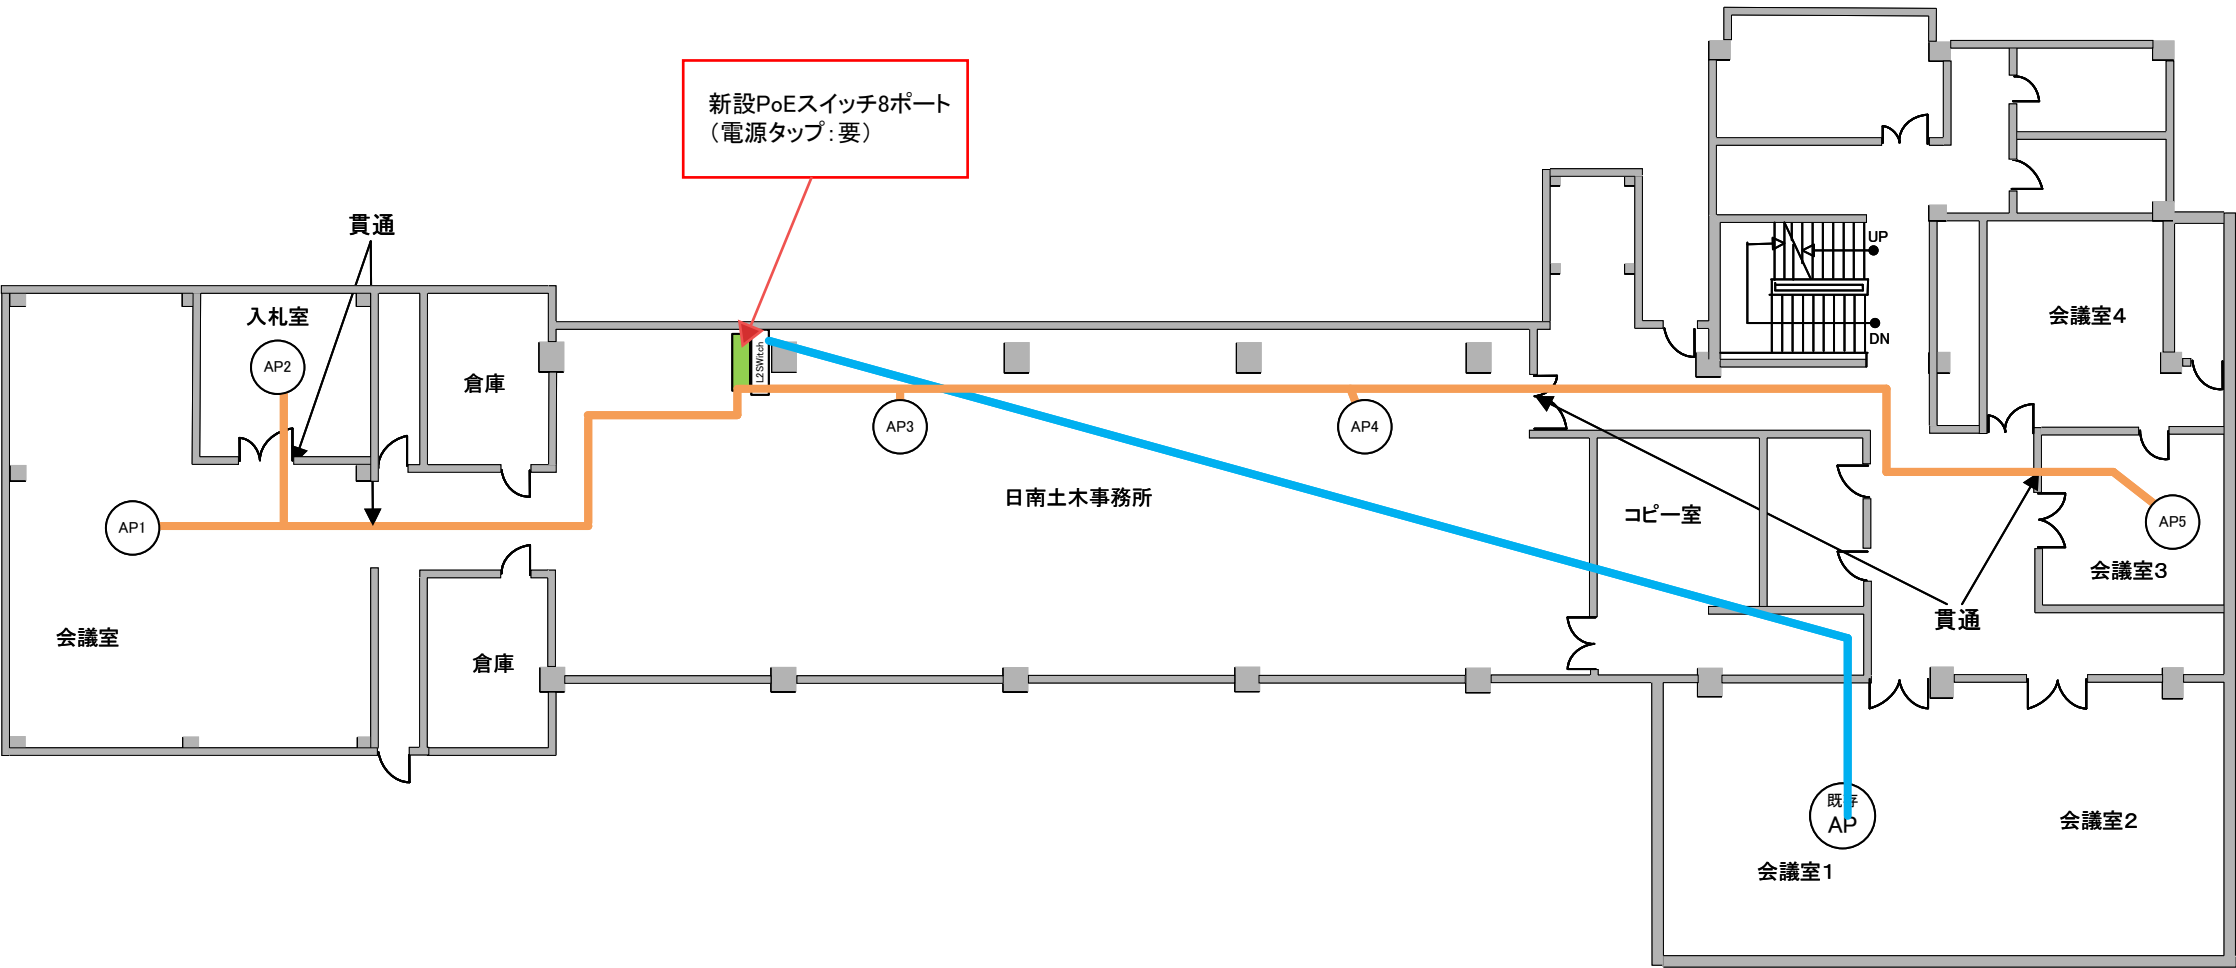 新設PoEスイッチ8ポート
（電源タップ：要）
貫通
UP
入札室
会議室4
DN
L2SWitch
AP2
倉庫
AP3
AP4
日南土木事務所
コピー室
AP1
AP5
会議室3
貫通
会議室
倉庫
既存
AP
会議室2
会議室1